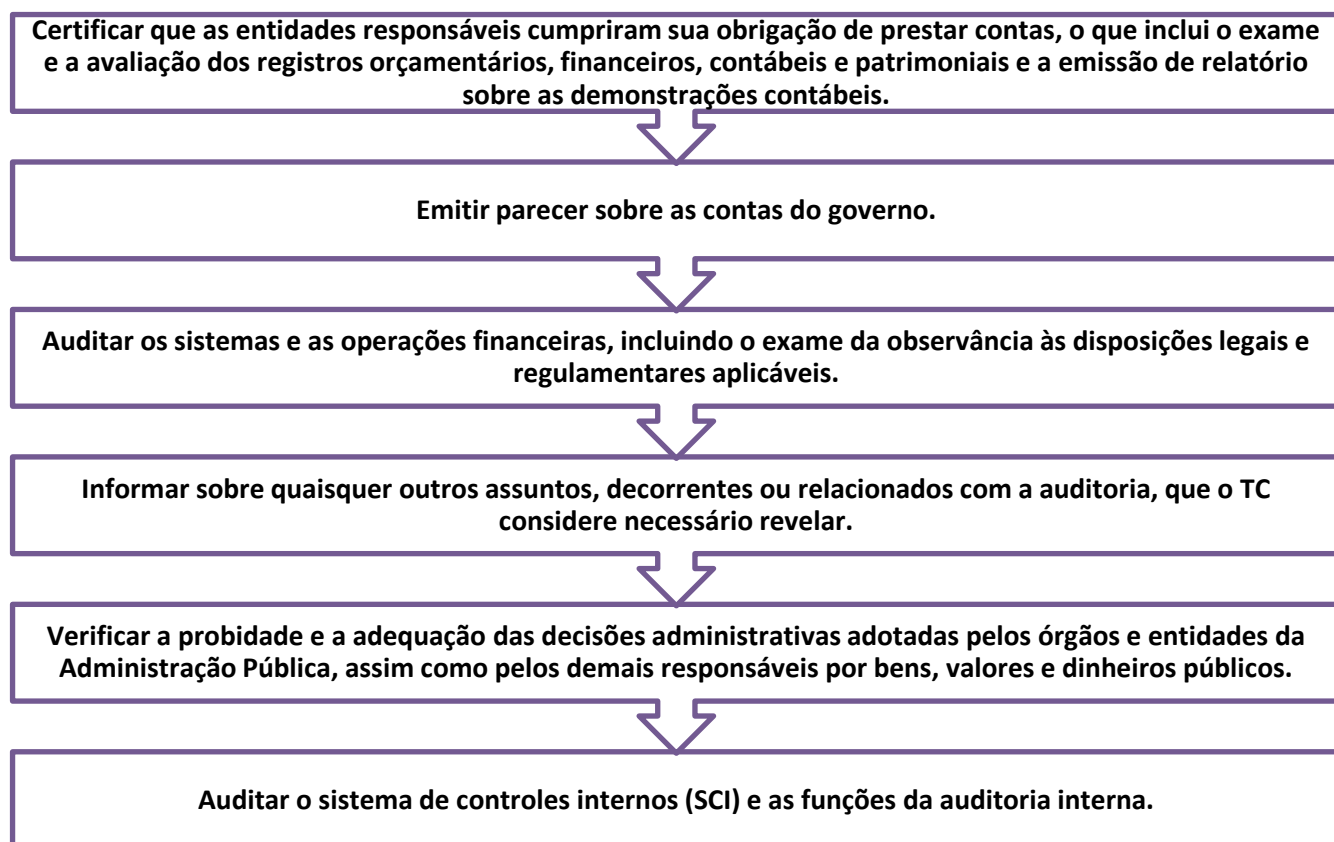 Certificar que as entidades responsáveis cumpriram sua obrigação de prestar contas, o que inclui o exame
e a avaliação dos registros orçamentários, financeiros, contábeis e patrimoniais e a emissão de relatório
sobre as demonstrações contábeis.
Emitir parecer sobre as contas do governo.
Auditar os sistemas e as operações financeiras, incluindo o exame da observância às disposições legais e
regulamentares aplicáveis.
Informar sobre quaisquer outros assuntos, decorrentes ou relacionados com a auditoria, que o TC
considere necessário revelar.
Verificar a probidade e a adequação das decisões administrativas adotadas pelos órgãos e entidades da
Administração Pública, assim como pelos demais responsáveis por bens, valores e dinheiros públicos.
Auditar o sistema de controles internos (SCI) e as funções da auditoria interna.